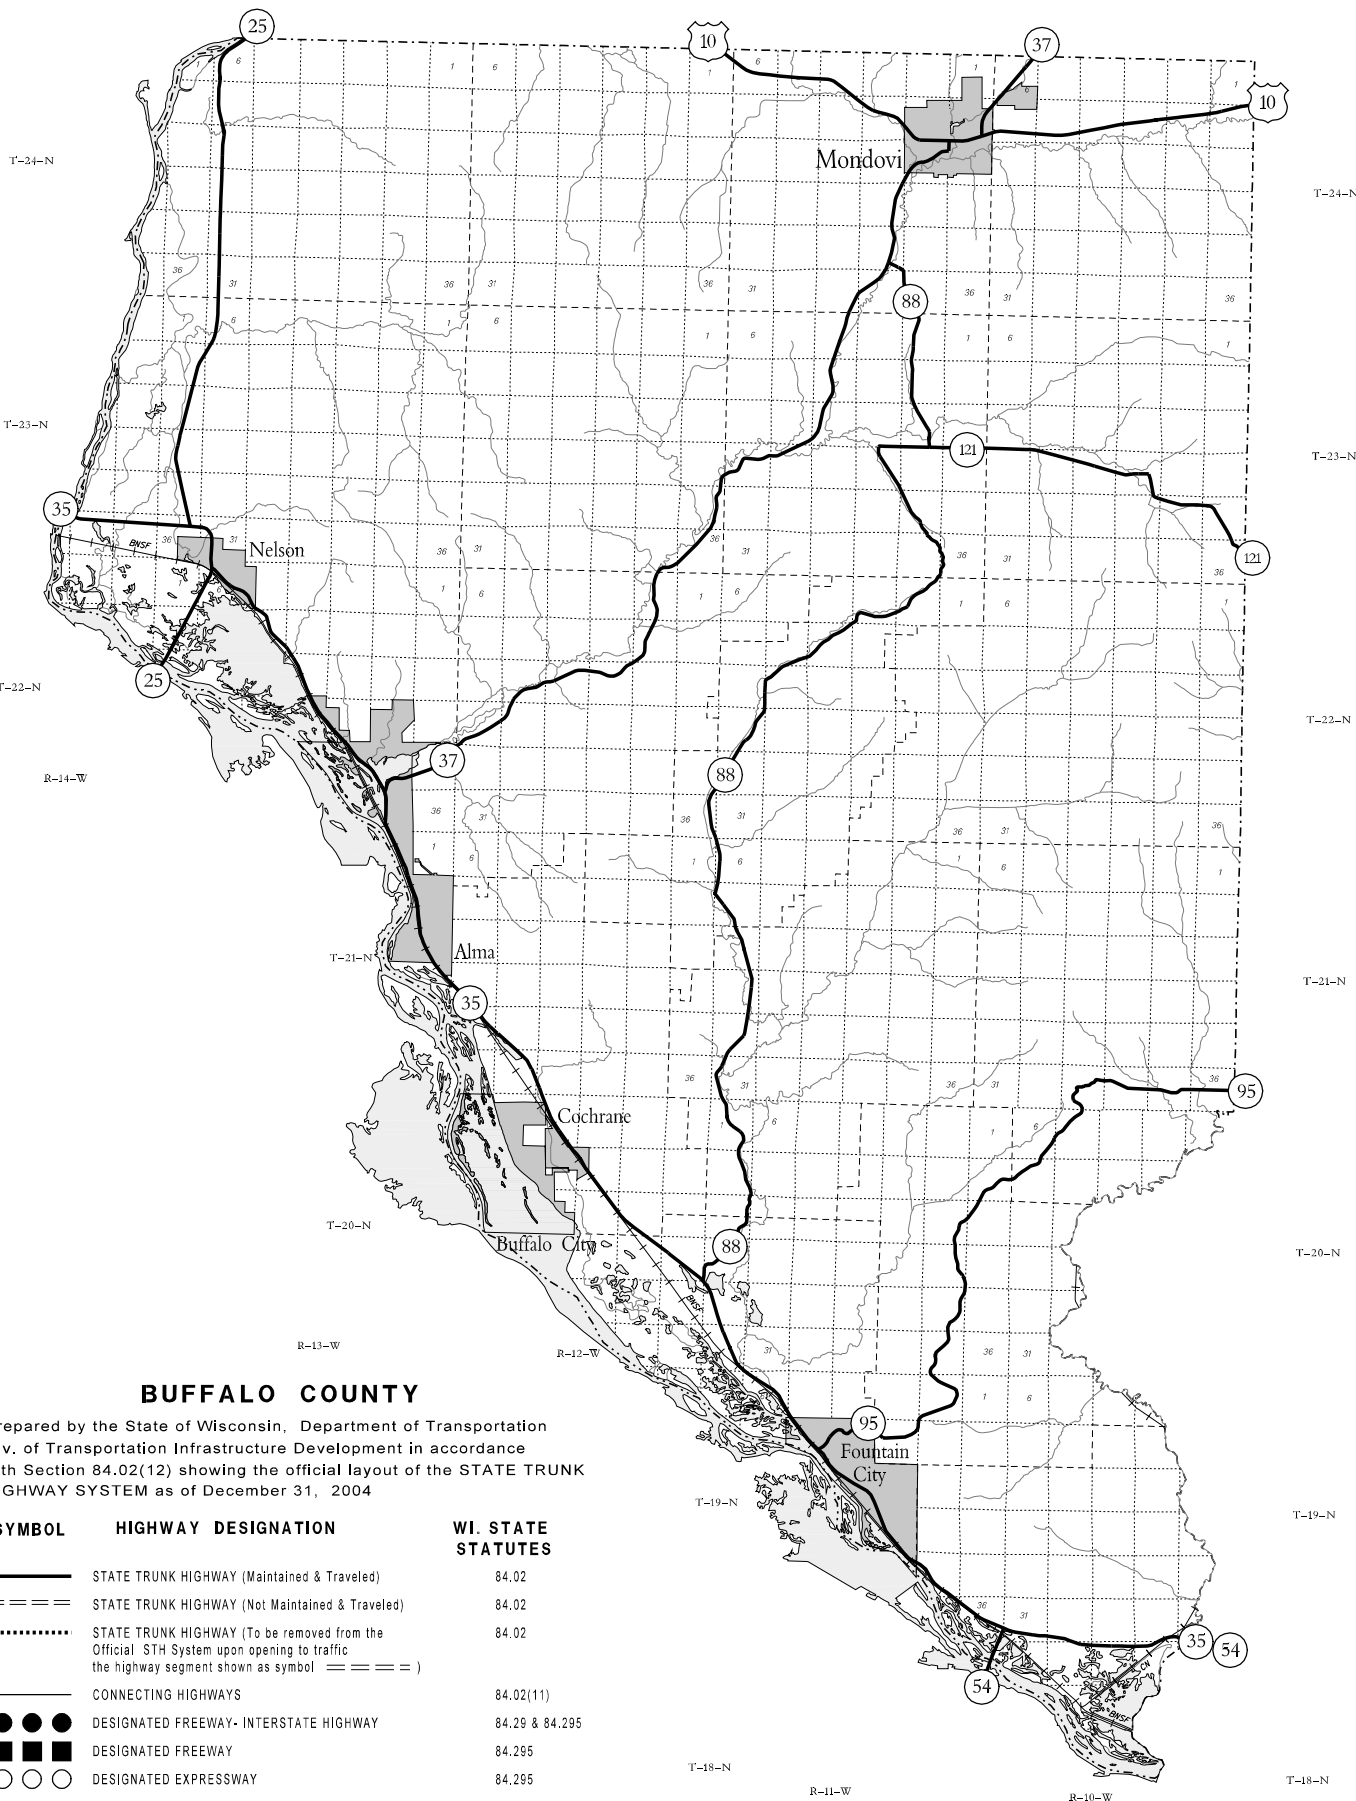 25
10
37
10
T-24-N
Mondovi
T-24-N
88
T-23-N
121
T-23-N
35
BNSF
Nelson
121
25
T-22-N
T-22-N
37
88
R-14-W
Alma
T-21-N
T-21-N
35
95
Cochrane
T-20-N
Buffalo City
88
T-20-N
BNSF
R-13-W
R-12-W
BUFFALO COUNTY
repared by the State of Wisconsin, Department of Transportation
v. of Transportation Infrastructure Development in accordance
th Section 84.02(12) showing the official layout of the STATE TRUNK
GHWAY SYSTEM as of December 31, 2004
95
Fountain
City
T-19-N
T-19-N
SYMBOL HIGHWAY DESIGNATION WI. STATE
STATUTES
STATE TRUNK HIGHWAY (Maintained & Traveled) 84.02
STATE TRUNK HIGHWAY (Not Maintained & Traveled) 84.02
STATE TRUNK HIGHWAY (To be removed from the 84.02
Official STH System upon opening to traffic
the highway segment shown as symbol )
CONNECTING HIGHWAYS 84.02(11)
DESIGNATED FREEWAY- INTERSTATE HIGHWAY 84.29 & 84.295
DESIGNATED FREEWAY 84.295
DESIGNATED EXPRESSWAY 84.295
35
54
54
CN
BNSF
T-18-N
R-11-W
R-10-W
T-18-N